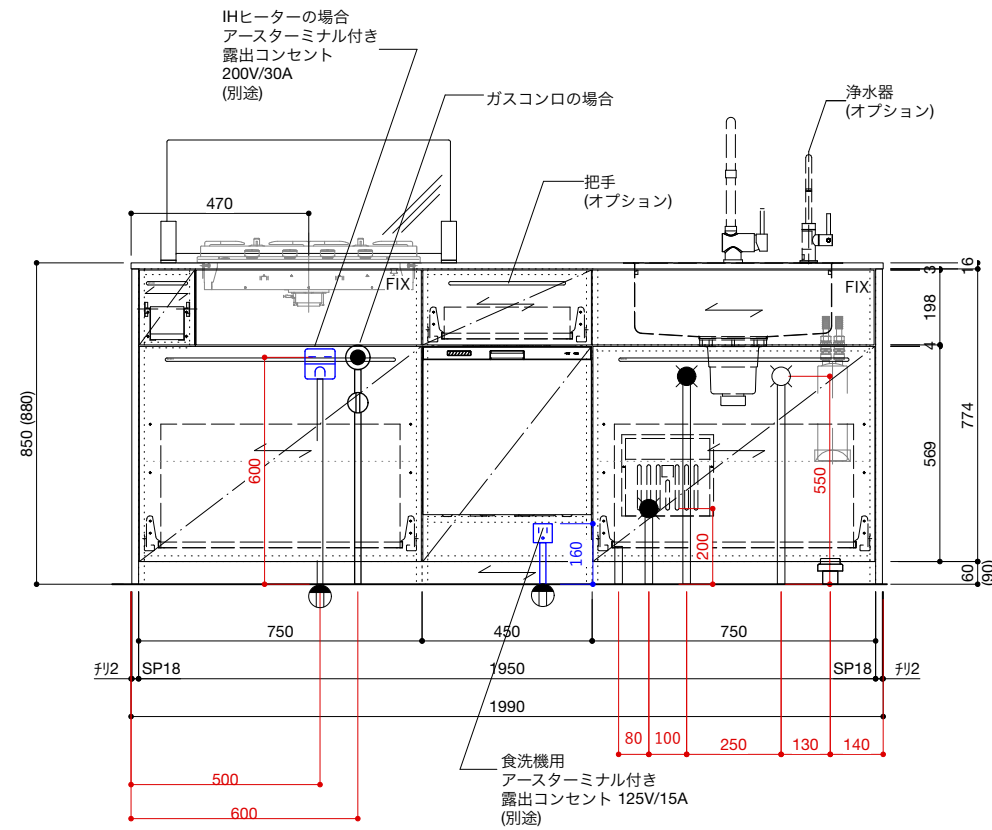 IHヒーターの場合
アースターミナル付き
露出コンセント
200V/30A
(別途)
ガスコンロの場合
浄水器
(オプション)
把手
(オプション)
470
FIX
FIX
16
3
198
4
774
569
60
(90)
850 (880)
600
160
200
550
750
450
750
ﾁﾘ2
SP18
1950
SP18
ﾁﾘ2
1990
80
100
250
130
140
500
600
食洗機用
アースターミナル付き
露出コンセント 125V/15A
(別途)